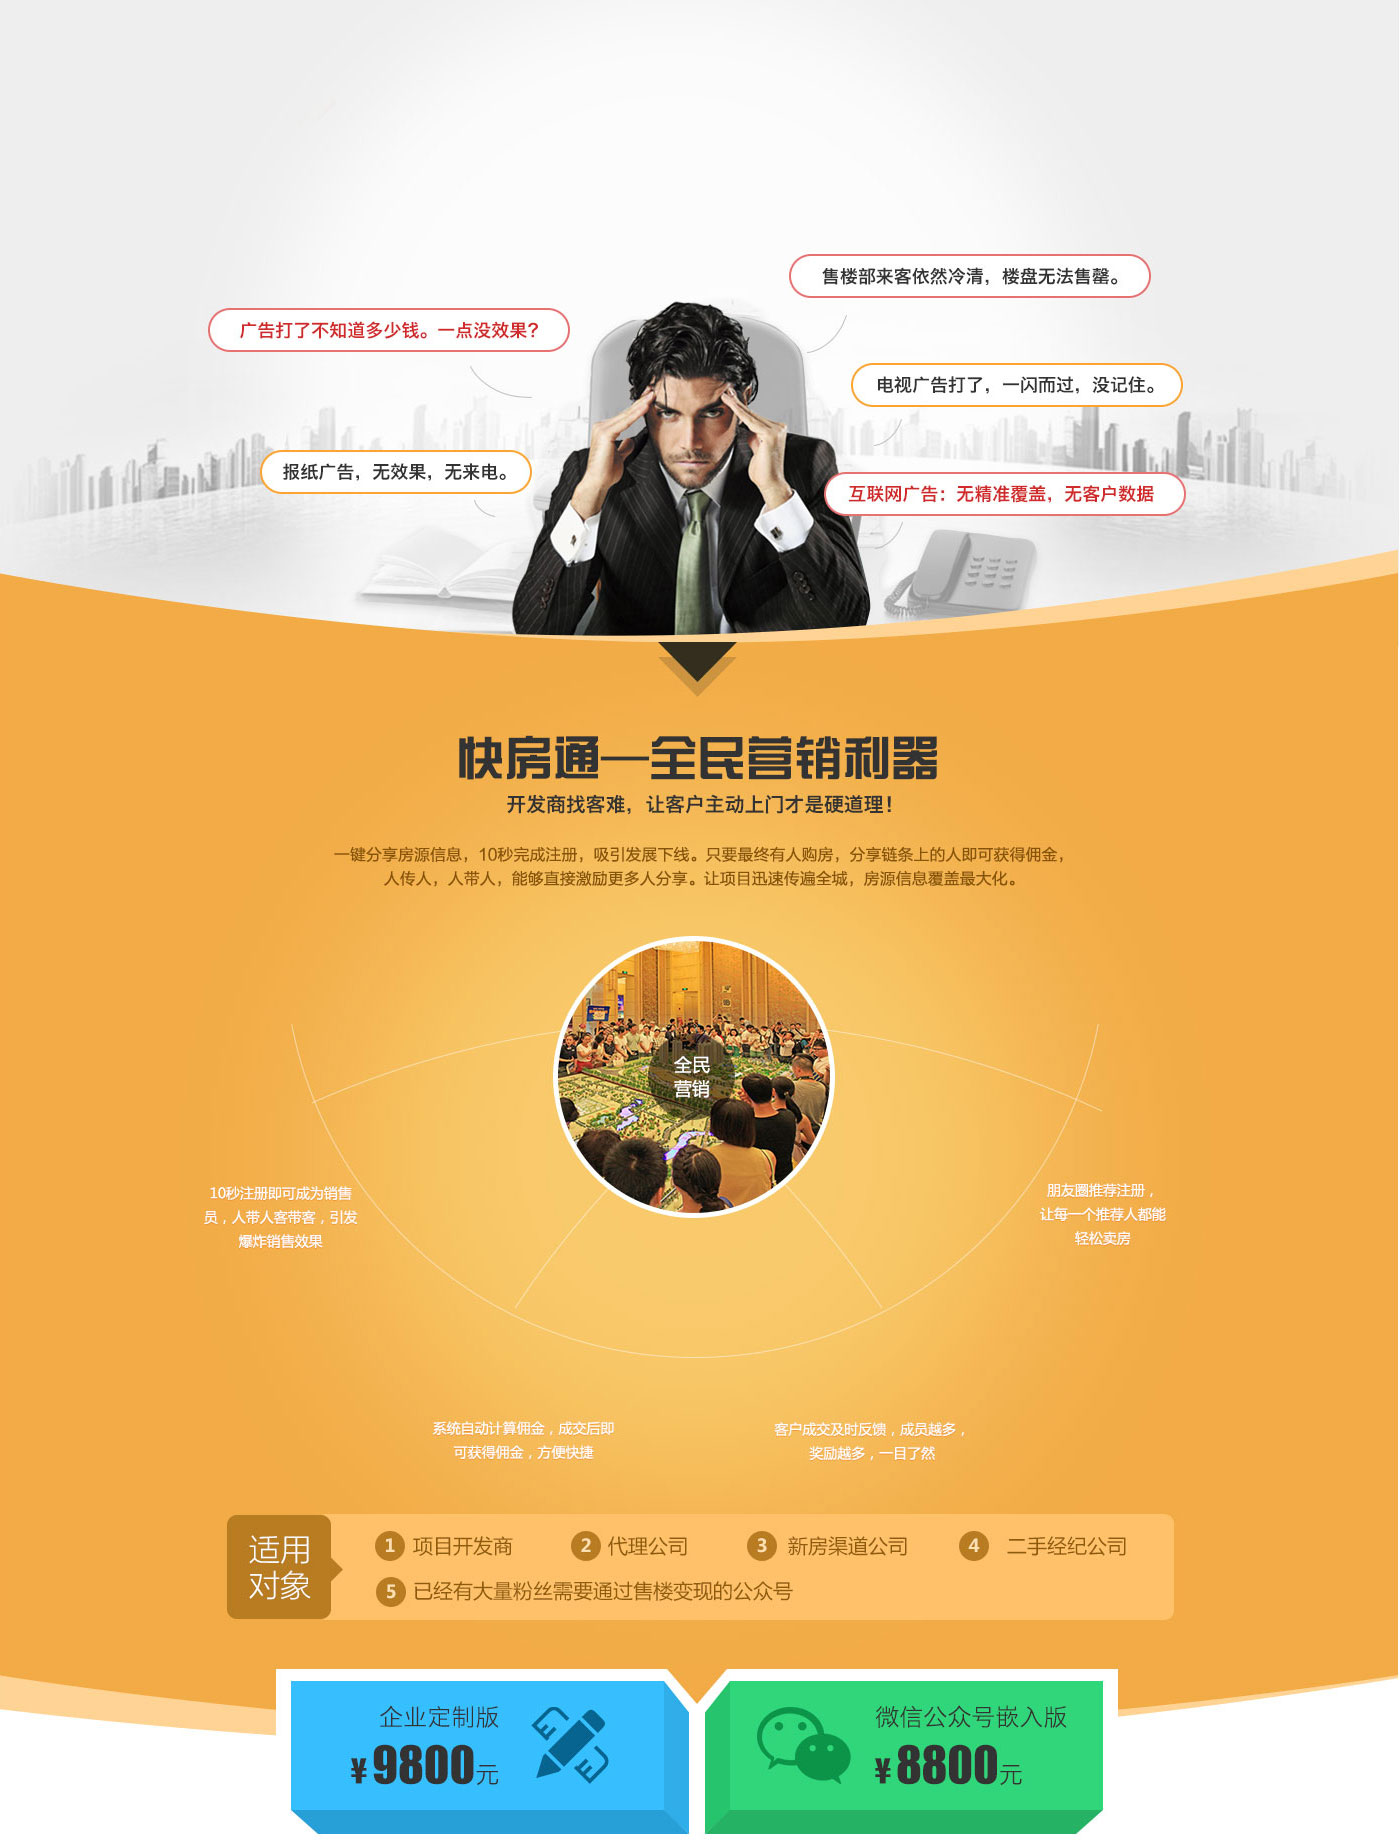 售楼部来客依然冷清，楼盘无法售罄。
广告打了不知道多少钱。一点没效果?
电视广告打了，一闪而过，没记住。
报纸广告，无效果，无来电。
互联网广告：无精准覆盖，无客户数据
快房通—全民营销利器
开发商找客难，让客户主动上门才是硬道理！
一键分享房源信息，10秒完成注册，吸引发展下线。只要最终有人购房，分享链条上的人即可获得佣金，
人传人，人带人，能够直接激励更多人分享。让项目迅速传遍全城，房源信息覆盖最大化。
全民
营销
10秒注册即可成为销售
员，人带人客带客，引发
爆炸销售效果
朋友圈推荐注册，
让每一个推荐人都能
轻松卖房
系统自动计算佣金，成交后即
可获得佣金，方便快捷
客户成交及时反馈，成员越多，
奖励越多，一目了然
适用
对象
1 项目开发商 2 代理公司 3 新房渠道公司 4 二手经纪公司
5 已经有大量粉丝需要通过售楼变现的公众号
企业定制版
¥9800元
微信公众号嵌入版
¥8800元